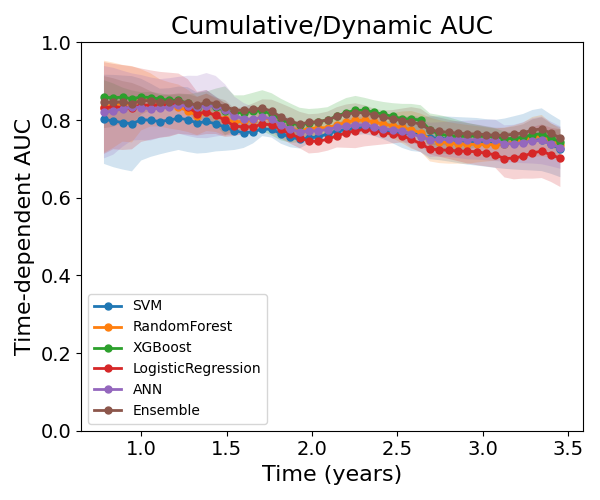 Cumulative/Dynamic AUC
Time-dependent AUC
1.0
0.8
0.6
0.4
0.2
0.0
SVM
RandomForest
XGBoost
LogisticRegression
ANN
Ensemble
1.0 1.5 2.0 2.5 3.0 3.5
Time (years)